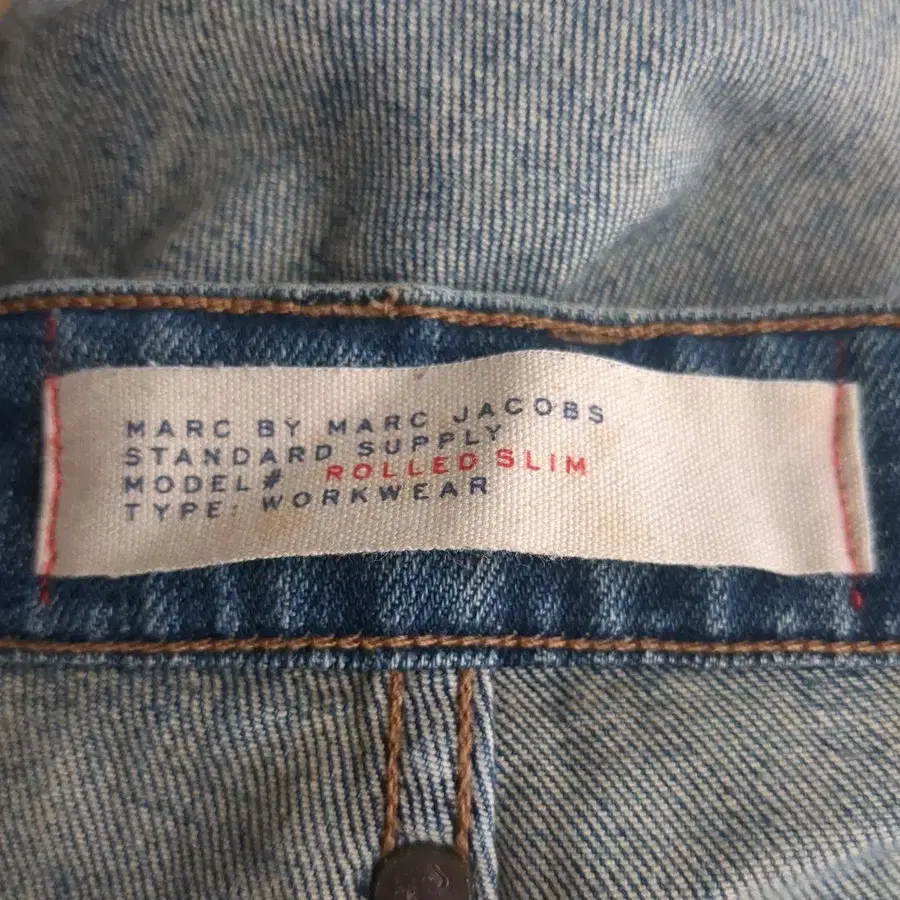 MARC BY MARC JACOBS
STANDARD SUPPLY
MODEL# ROLLED SLIM
TYPE: WORKWEAR